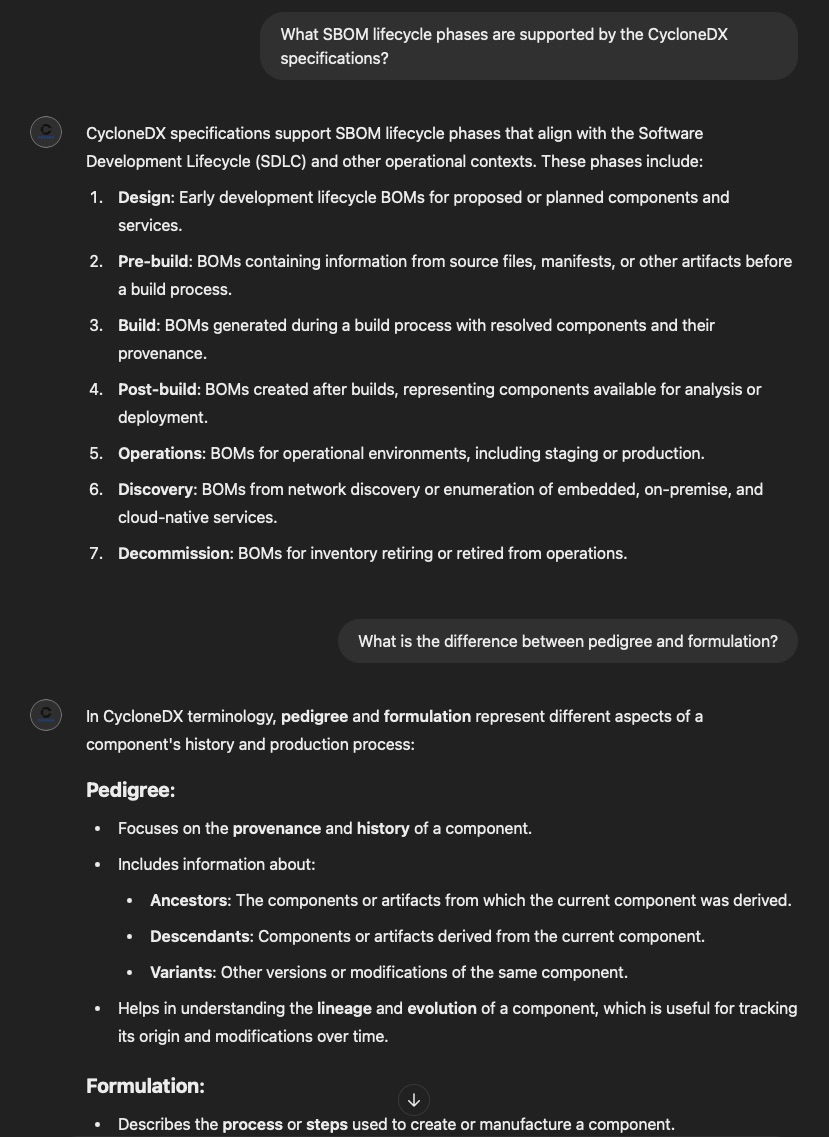 What SBOM lifecycle phases are supported by the CycloneDX
specifications?
CycloneDX specifications support SBOM lifecycle phases that align with the Software
Development Lifecycle (SDLC) and other operational contexts. These phases include:
1. Design: Early development lifecycle BOMs for proposed or planned components and
services.
2. Pre-build: BOMs containing information from source files, manifests, or other artifacts before
a build process.
3. Build: BOMs generated during a build process with resolved components and their
provenance.
4. Post-build: BOMs created after builds, representing components available for analysis or
deployment.
5. Operations: BOMs for operational environments, including staging or production.
6. Discovery: BOMs from network discovery or enumeration of embedded, on-premise, and
cloud-native services.
7. Decommission: BOMs for inventory retiring or retired from operations.
What is the difference between pedigree and formulation?
In CycloneDX terminology, pedigree and formulation represent different aspects of a
component's history and production process:
Pedigree:
• Focuses on the provenance and history of a component.
• Includes information about:
• Ancestors: The components or artifacts from which the current component was derived.
• Descendants: Components or artifacts derived from the current component.
• Variants: Other versions or modifications of the same component.
• Helps in understanding the lineage and evolution of a component, which is useful for tracking
its origin and modifications over time.
Formulation:
• Describes the process or steps used to create or manufacture a component.